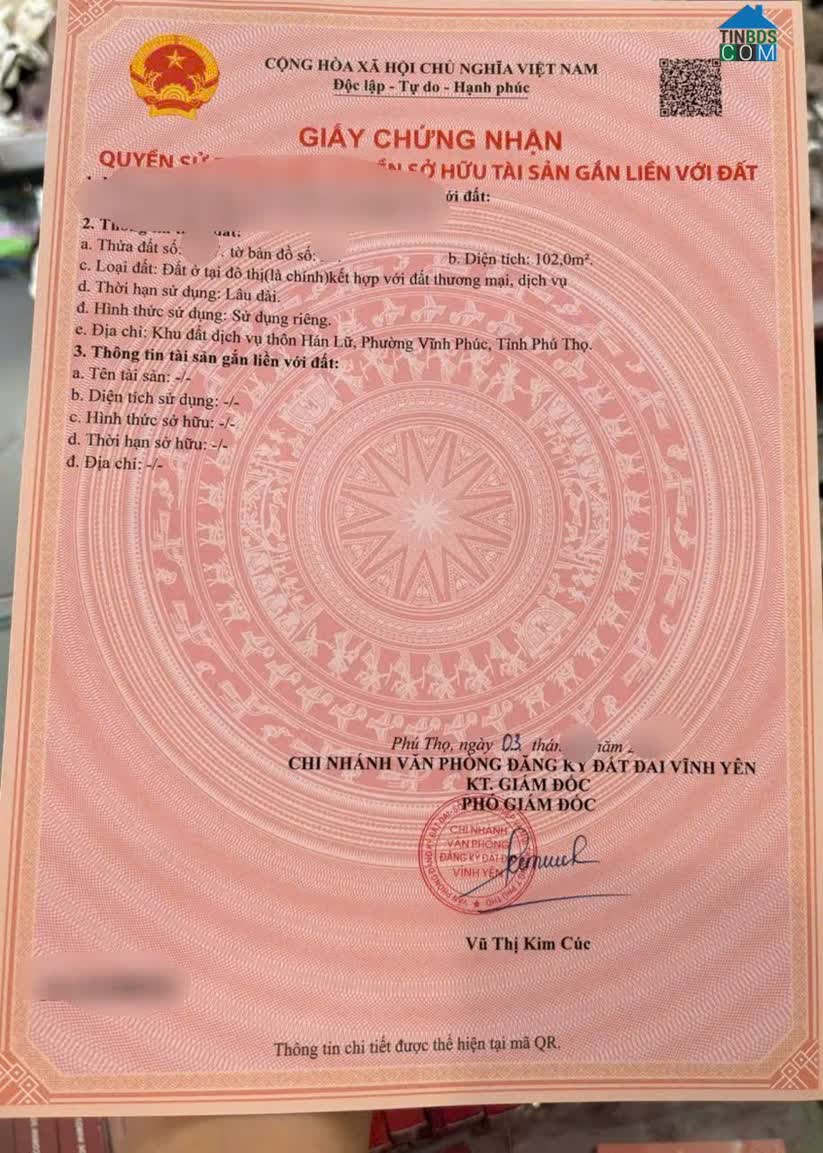 TINBDS
COM
CỘNG HÒA XÃ HỘI CHỦ NGHĨA VIỆT NAM
Độc lập - Tự do - Hạnh phúc
GIẤY CHỨNG NHẬN
QUYỀN SỞ HỮU TÀI SẢN GẮN LIỀN VỚI ĐẤT
với đất:
2.
a. Thửa đất số: , tờ bản đồ số: b. Diện tích: 102,0m².
c. Loại đất: Đất ở tại đô thị(là chính)kết hợp với đất thương mại, dịch vụ
d. Thời hạn sử dụng: Lâu dài.
đ. Hình thức sử dụng: Sử dụng riêng.
e. Địa chỉ: Khu đất dịch vụ thôn Hán Lữ, Phường Vĩnh Phúc, Tỉnh Phú Thọ.
3. Thông tin tài sản gắn liền với đất:
a. Tên tài sản: -/-
b. Diện tích sử dụng: -/-
c. Hình thức sở hữu: -/-
d. Thời hạn sở hữu: -/-
đ. Địa chỉ: -/-
Phú Thọ, ngày 03 năm
CHI NHÁNH VĂN PHÒNG ĐĂNG KÝ ĐẤT ĐAI VĨNH YÊN
KT. GIÁM ĐỐC
PHÓ GIÁM ĐỐC
CHI NHÁNH
VĂN PHÒNG
ĐĂNG KÝ ĐẤT
VĨNH YÊN
Vũ Thị Kim Cúc
Thông tin chi tiết được thể hiện tại mã QR.